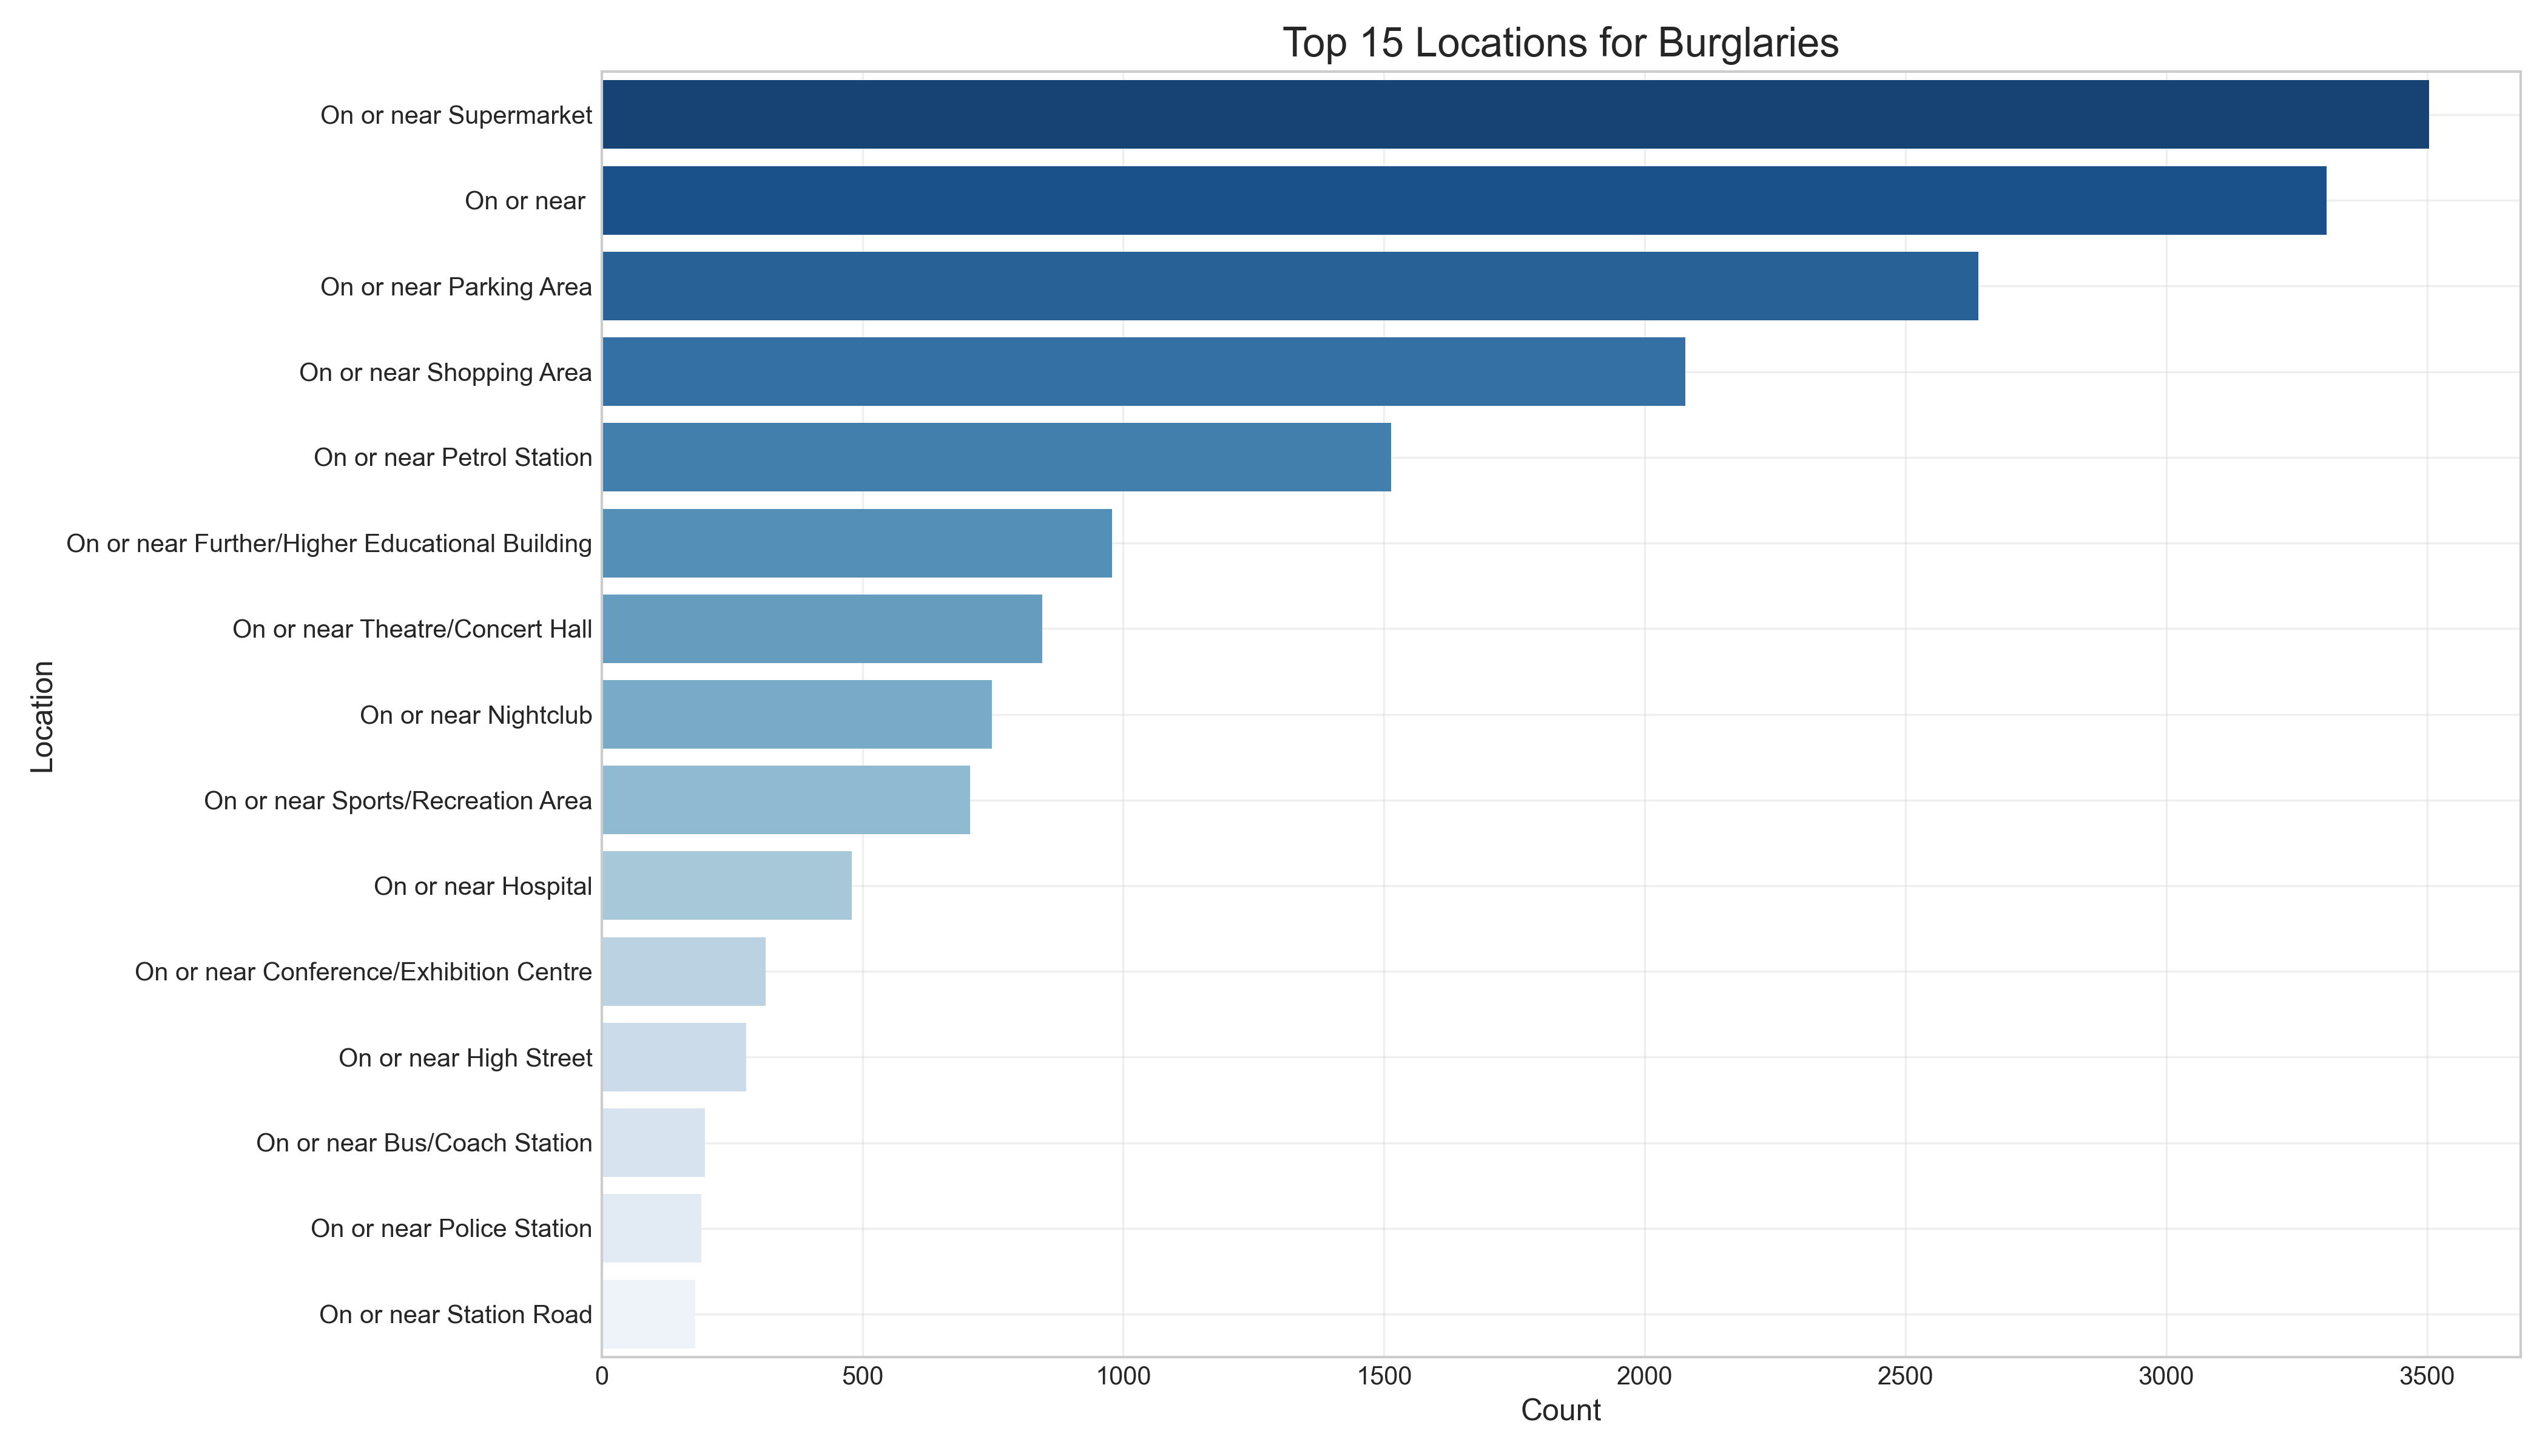 Top 15 Locations for Burglaries
On or near Supermarket
On or near
On or near Parking Area
On or near Shopping Area
On or near Petrol Station
On or near Further/Higher Educational Building
On or near Theatre/Concert Hall
On or near Nightclub
On or near Sports/Recreation Area
On or near Hospital
On or near Conference/Exhibition Centre
On or near High Street
On or near Bus/Coach Station
On or near Police Station
On or near Station Road
Location
0 500 1000 1500 2000 2500 3000 3500
Count